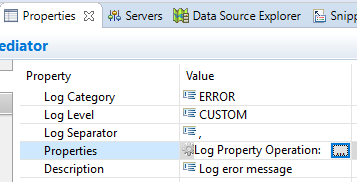 Properties Servers Data Source Explorer Snipp
ediator
Property Value
Log Category ERROR
Log Level CUSTOM
Log Separator ,
Properties Log Property Operation: ...
Description Log eror message